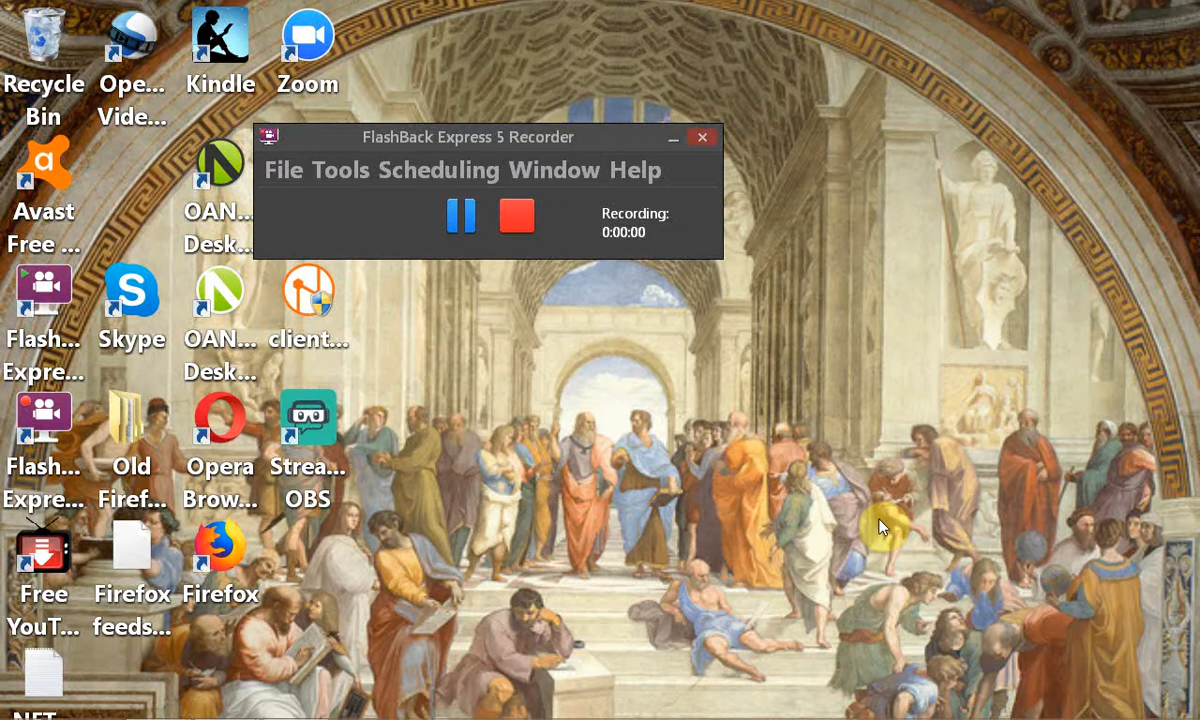 FlashBack Express 5 Recorder
File Tools Scheduling Window Help
Recording:
0:00:00
Recycle
Bin
Ope...
Vide...
Kindle
Zoom
Avast
Free ...
OAN...
Desk...
Flash...
Expre...
Skype
OAN...
Desk...
client...
Flash...
Expre...
Old
Firef...
Opera
Brow...
Strea...
OBS
Free
YouT...
Firefox
feeds...
Firefox